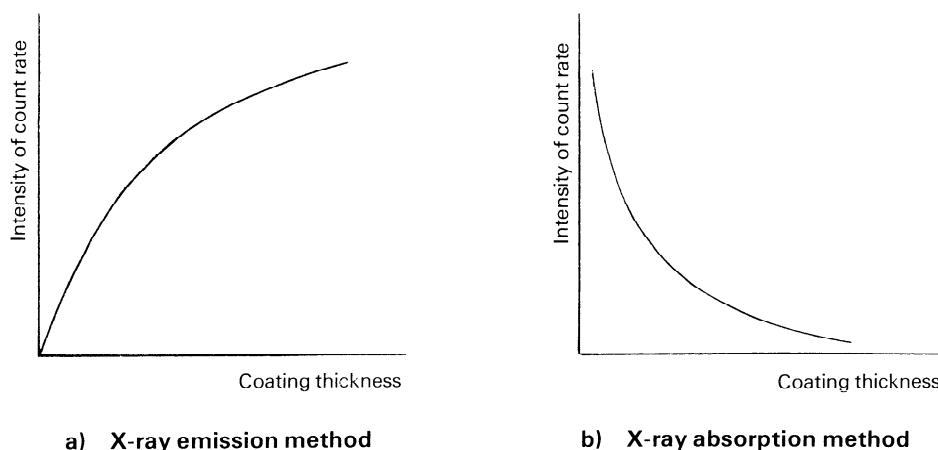 Intensity of count rate
Coating thickness
a) X-ray emission method
Intensity of count rate
Coating thickness
b) X-ray absorption method